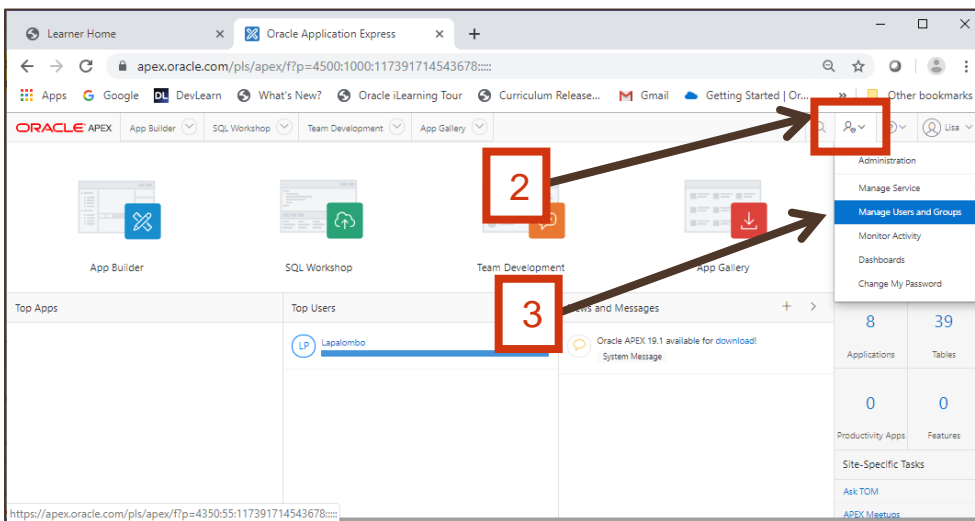 Learner Home
Oracle Application Express
apex.oracle.com/pls/apex/f?p=4500:1000:117391714543678:::::
Apps Google DL DevLearn What's New? Oracle iLearning Tour Curriculum Release... Gmail Getting Started | Or... » Other bookmarks
ORACLE APEX App Builder SQL Workshop Team Development App Gallery Lisa
Administration
Manage Service
Manage Users and Groups
Monitor Activity
Dashboards
Change My Password
2
App Builder SQL Workshop Team Development App Gallery
3
Top Apps Top Users News and Messages
LP Lapalombo
Oracle APEX 19.1 available for download!
System Message
8 39
Applications Tables
0 0
Productivity Apps Features
Site-Specific Tasks
Ask TOM
APEX Meetups
https://apex.oracle.com/pls/apex/f?p=4350:55:117391714543678:::::